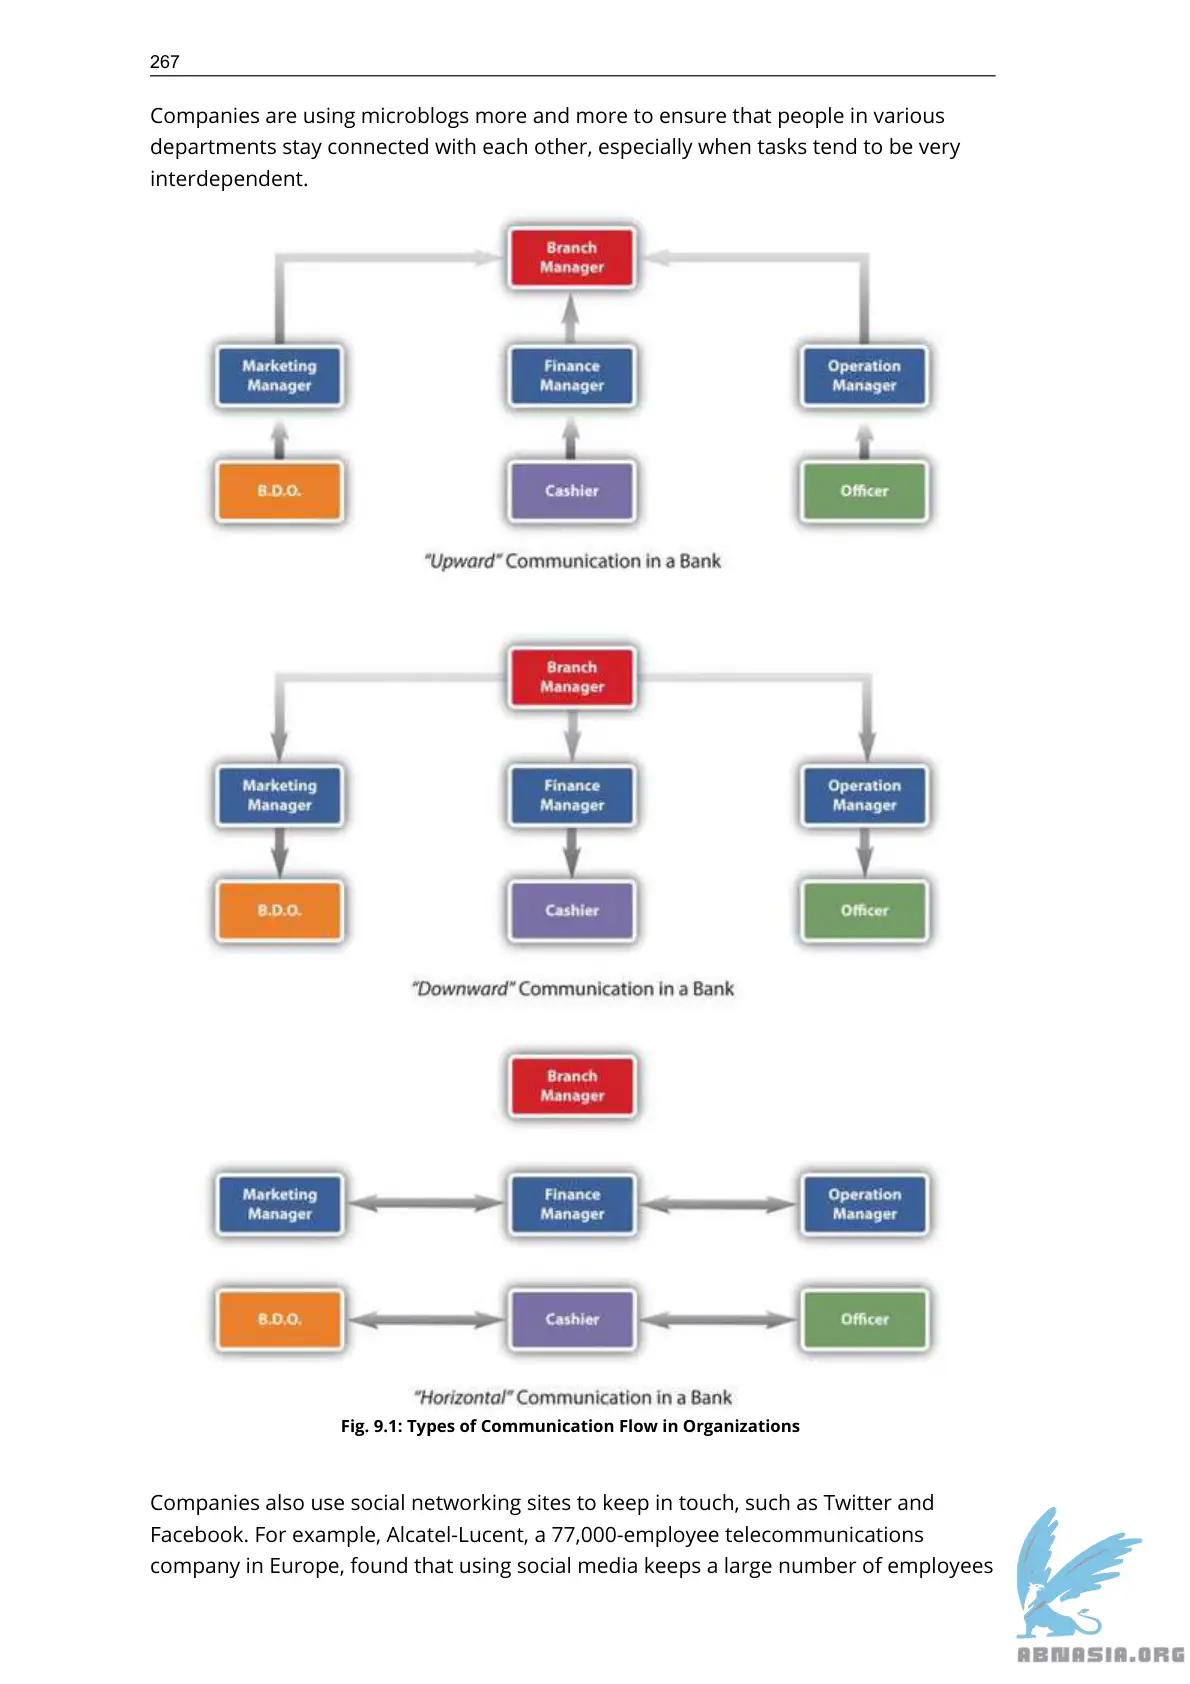 267
Companies are using microblogs more and more to ensure that people in various
departments stay connected with each other, especially when tasks tend to be very
interdependent.
Branch
Manager
Marketing
Manager
Finance
Manager
Operation
Manager
B.D.O.
Cashier
Officer
“Upward” Communication in a Bank
Branch
Manager
Marketing
Manager
Finance
Manager
Operation
Manager
B.D.O.
Cashier
Officer
“Downward” Communication in a Bank
Branch
Manager
Marketing
Manager
Finance
Manager
Operation
Manager
B.D.O.
Cashier
Officer
“Horizontal” Communication in a Bank
Fig. 9.1: Types of Communication Flow in Organizations
Companies also use social networking sites to keep in touch, such as Twitter and
Facebook. For example, Alcatel-Lucent, a 77,000-employee telecommunications
company in Europe, found that using social media keeps a large number of employees
ABNASIA.ORG